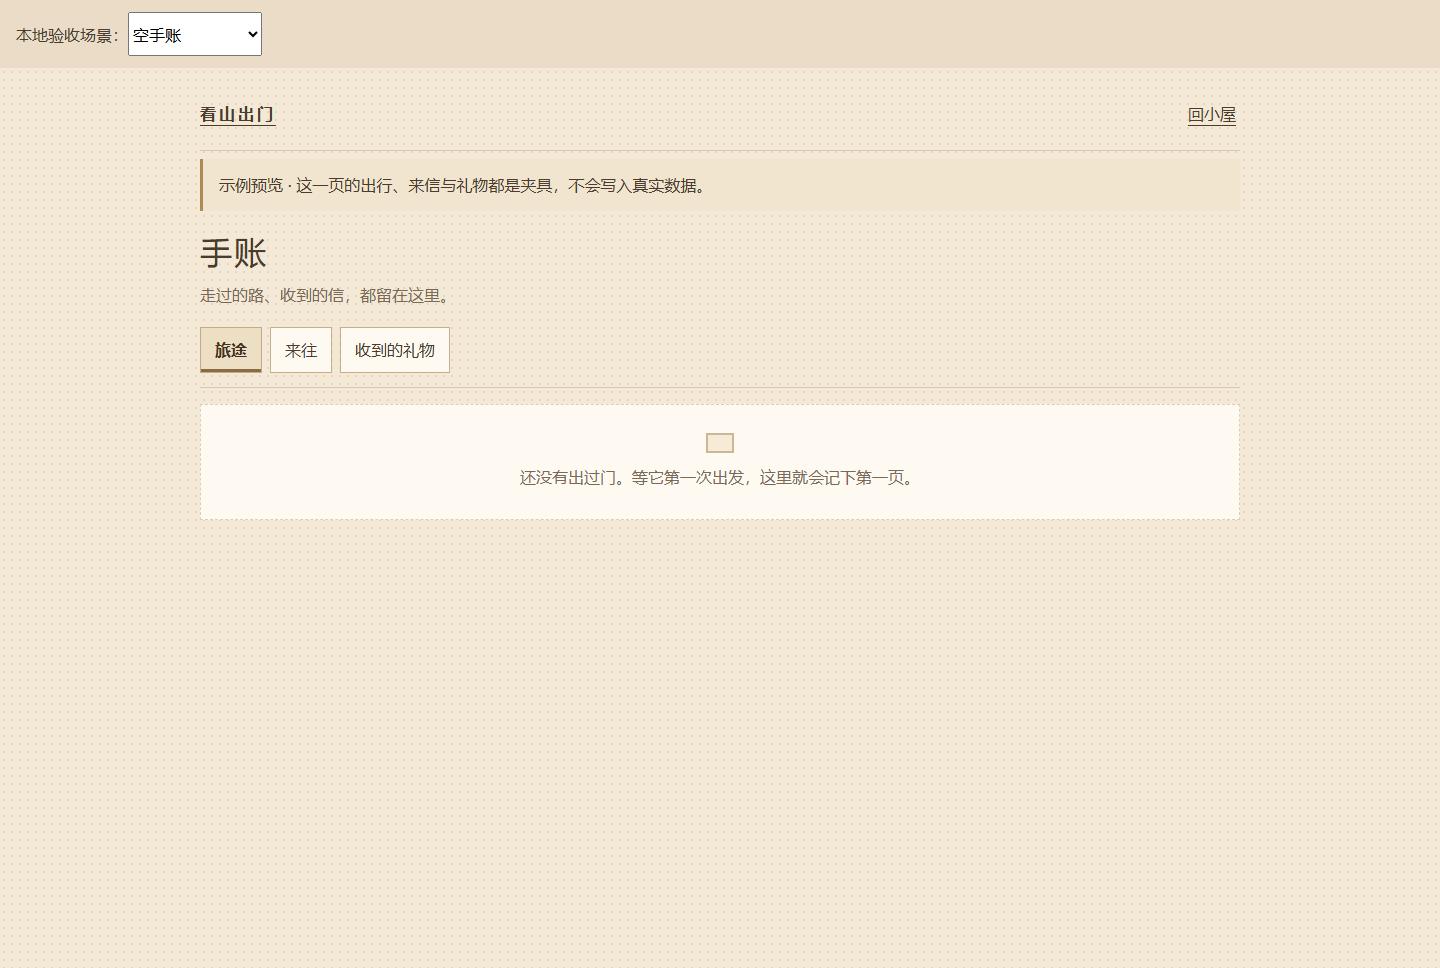 本地验收场景：
空手账
看山出门
回小屋
示例预览 · 这一页的出行、来信与礼物都是夹具，不会写入真实数据。
手账
走过的路、收到的信，都留在这里。
旅途
来往
收到的礼物
还没有出过门。等它第一次出发，这里就会记下第一页。